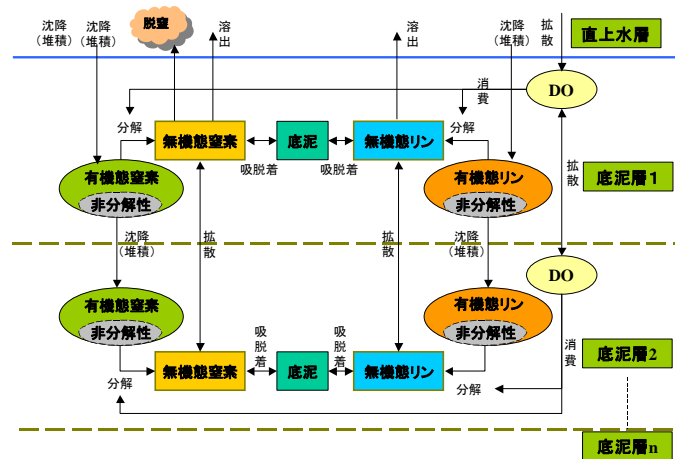 沈降
（堆積）
沈降
（堆積）
脱窒
溶出
溶出
沈降
（堆積）
拡散
直上水層
消費
DO
分解
分解
無機態窒素
底泥
無機態リン
吸脱着
吸脱着
有機態窒素
非分解性
有機態リン
非分解性
拡散
底泥層１
沈降
（堆積）
拡散
拡散
沈降
（堆積）
DO
有機態窒素
非分解性
有機態リン
非分解性
吸脱着
吸脱着
消費
無機態窒素
底泥
無機態リン
底泥層2
分解
分解
底泥層n